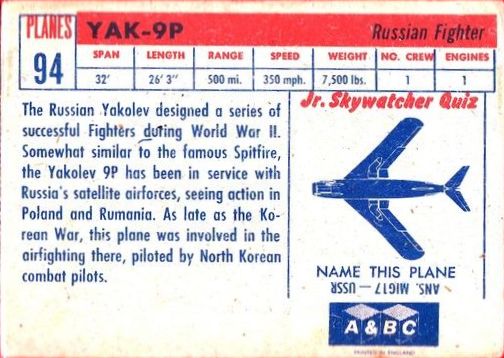 PLANES
94
YAK-9P
Russian Fighter
SPAN LENGTH RANGE SPEED WEIGHT NO. CREW ENGINES
32' 26' 3" 500 mi. 350 mph. 7,500 lbs. 1 1
The Russian Yakolev designed a series of
successful Fighters during World War II.
Somewhat similar to the famous Spitfire,
the Yakolev 9P has been in service with
Russia's satellite airforces, seeing action in
Poland and Rumania. As late as the Ko-
rean War, this plane was involved in the
airfighting there, piloted by North Korean
combat pilots.
Jr. Skywatcher Quiz
NAME THIS PLANE
ANS. MIG17—
USSR
A & BC
PRINTED IN ENGLAND